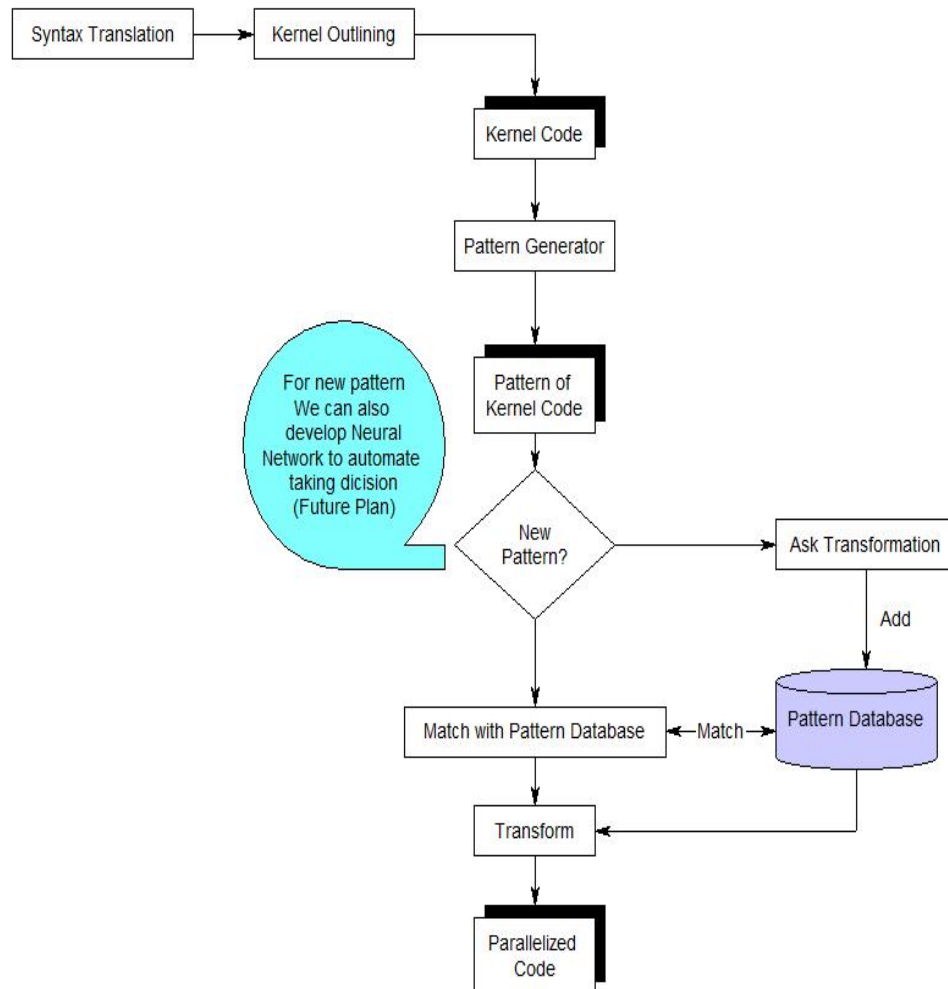 Syntax Translation
Kernel Outlining
Kernel Code
Pattern Generator
Pattern of
Kernel Code
For new pattern
We can also
develop Neural
Network to automate
taking dicision
(Future Plan)
New
Pattern?
Ask Transformation
Add
Pattern Database
Match with Pattern Database
Match
Transform
Parallelized
Code